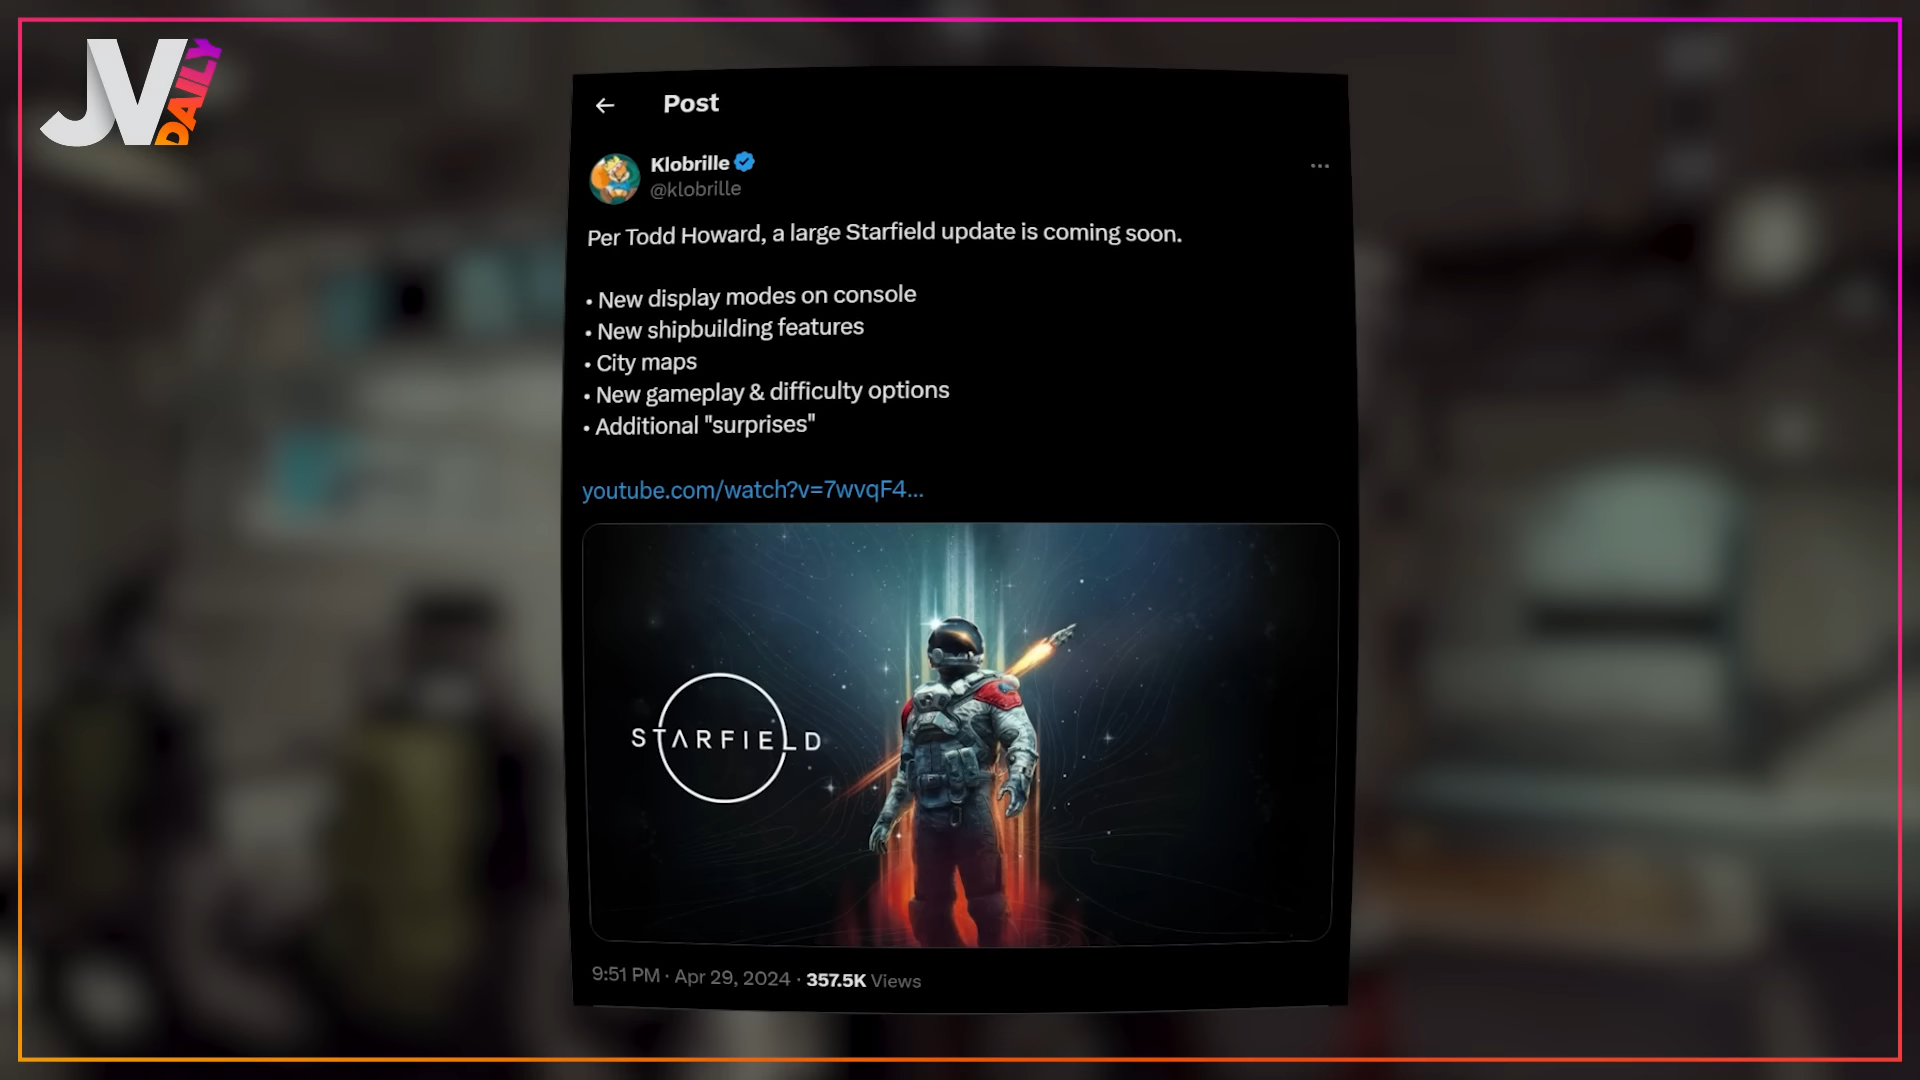 JV
DAILY
Post
Klobrille
@klobrille
Per Todd Howard, a large Starfield update is coming soon.
• New display modes on console
• New shipbuilding features
• City maps
• New gameplay & difficulty options
• Additional "surprises"
youtube.com/watch?v=7wvqF4...
STARFIELD
9:51 PM · Apr 29, 2024 · 357.5K Views